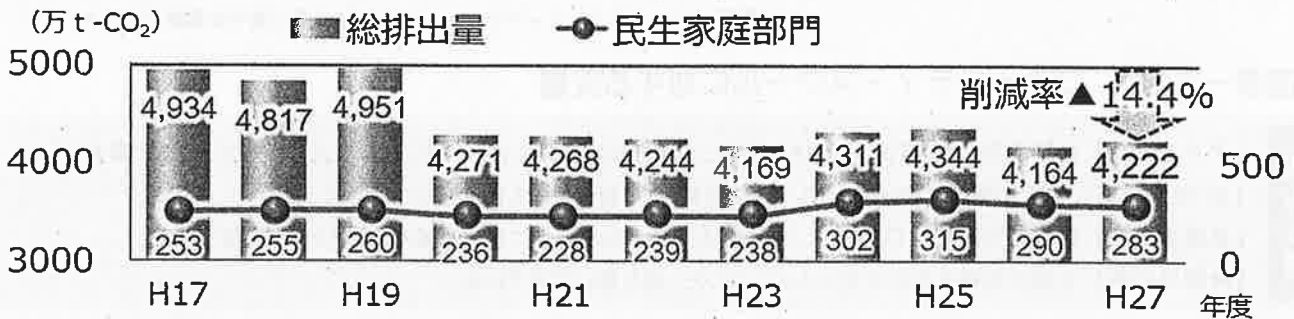 (万 t -CO₂)
総排出量 民生家庭部門
5000
削減率▲14.4%
4,934 4,817 4,951 4,271 4,268 4,244 4,169 4,311 4,344 4,164 4,222
4000 500
253 255 260 236 228 239 238 302 315 290 283
3000 0
H17 H19 H21 H23 H25 H27 年度